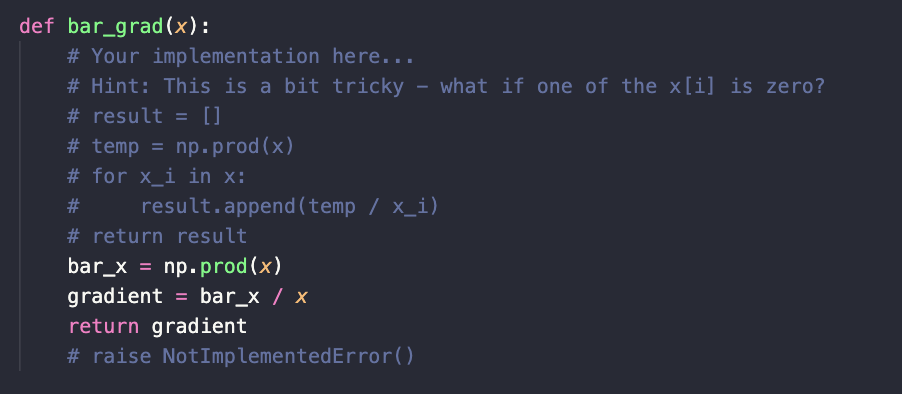 def bar_grad(x):
    # Your implementation here...
    # Hint: This is a bit tricky – what if one of the x[i] is zero?
    # result = []
    # temp = np.prod(x)
    # for x_i in x:
    #     result.append(temp / x_i)
    # return result
    bar_x = np.prod(x)
    gradient = bar_x / x
    return gradient
    # raise NotImplementedError()